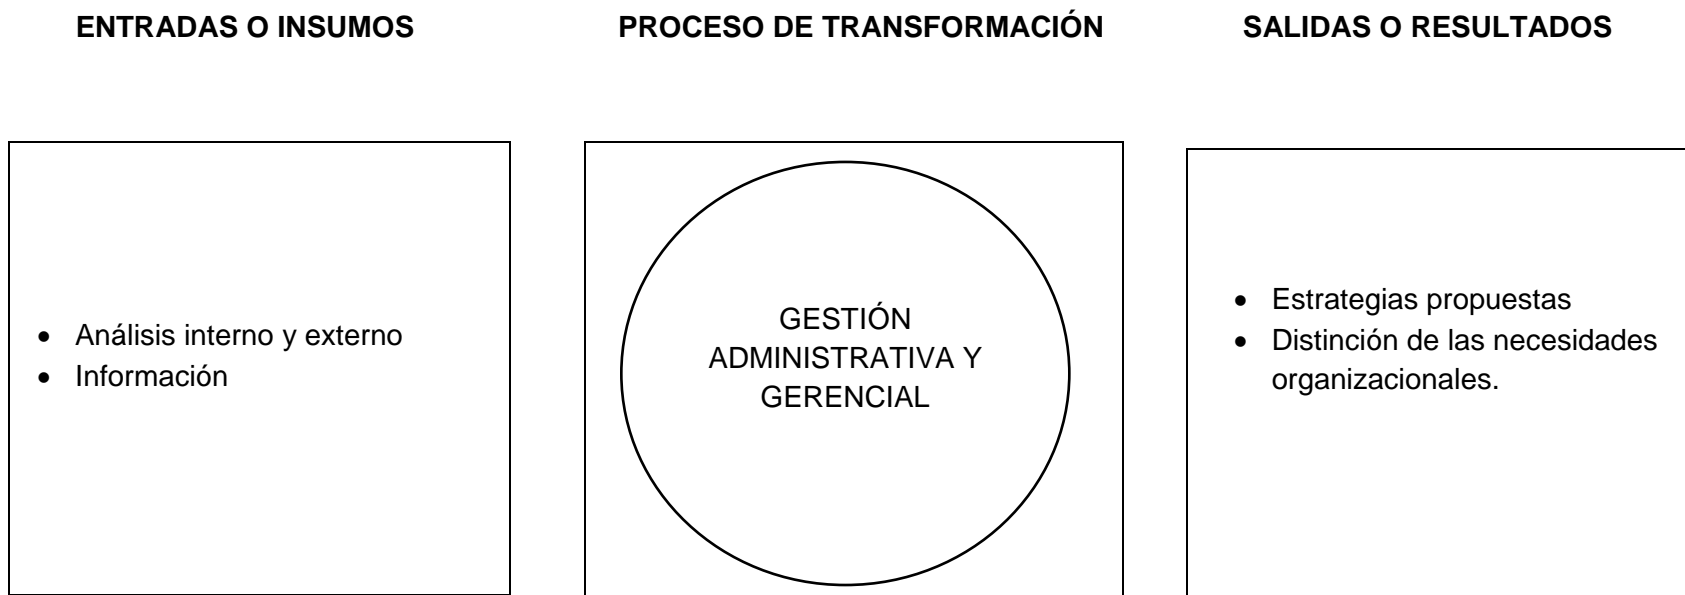 ENTRADAS O INSUMOS
PROCESO DE TRANSFORMACIÓN
SALIDAS O RESULTADOS
• Análisis interno y externo
• Información
GESTIÓN
ADMINISTRATIVA Y
GERENCIAL
• Estrategias propuestas
• Distinción de las necesidades
organizacionales.